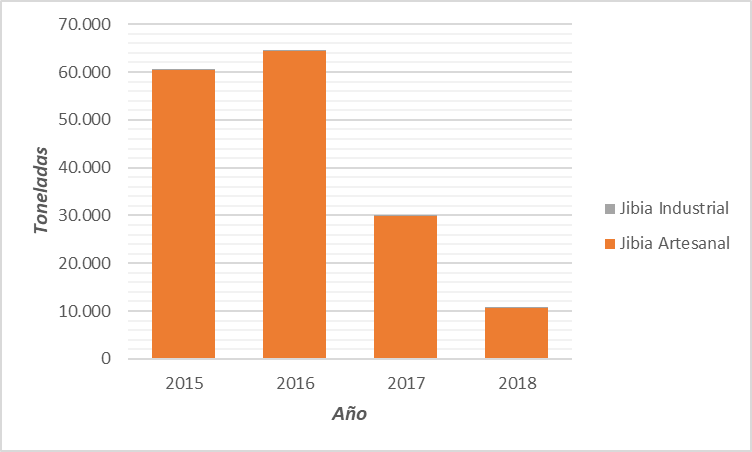 70.000
60.000
50.000
40.000
30.000
20.000
10.000
0
Toneladas
2015 2016 2017 2018
Año
Jibia Industrial
Jibia Artesanal